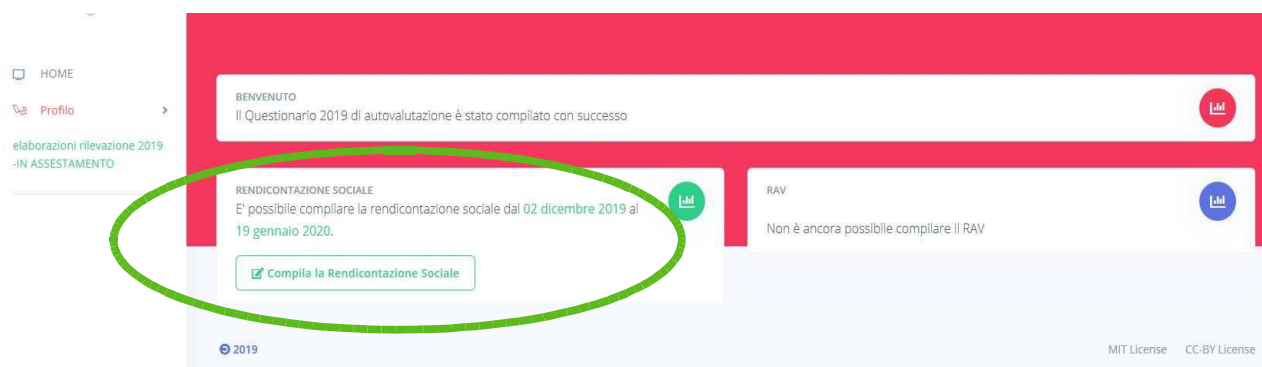 HOME
Profilo
elaborazioni rilevazione 2019
-IN ASSESTAMENTO
BENVENUTO
Il Questionario 2019 di autovalutazione è stato compilato con successo
RENDICONTAZIONE SOCIALE
E' possibile compilare la rendicontazione sociale dal 02 dicembre 2019 al
19 gennaio 2020.
Compila la Rendicontazione Sociale
RAV
Non è ancora possibile compilare il RAV
2019
MIT License CC-BY License